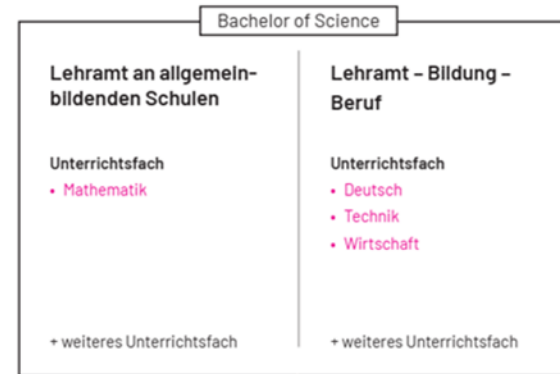 Bachelor of Science
Lehramt an allgemein-
bildenden Schulen
Unterrichtsfach
• Mathematik
+ weiteres Unterrichtsfach
Lehramt – Bildung –
Beruf
Unterrichtsfach
• Deutsch
• Technik
• Wirtschaft
+ weiteres Unterrichtsfach